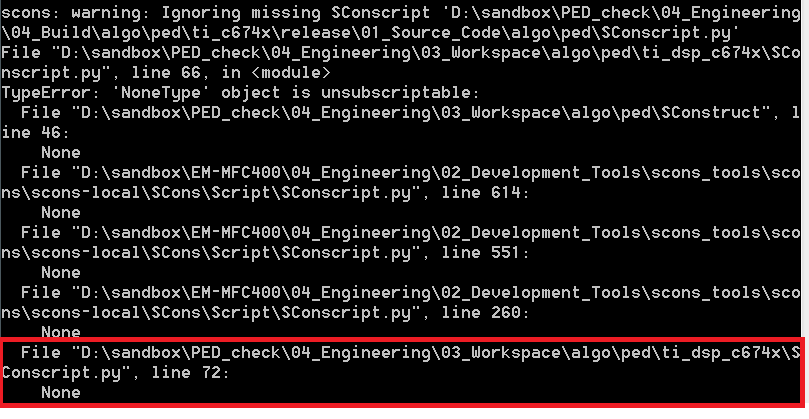 scons: warning: Ignoring missing SConscript 'D:\sandbox\PED_check\04_Engineering
\04_Build\algo\ped\ti_c674x\release\01_Source_Code\algo\ped\SConscript.py'
File "D:\sandbox\PED_check\04_Engineering\03_Workspace\algo\ped\ti_dsp_c674x\SCo
nscript.py", line 66, in <module>
TypeError: 'NoneType' object is unsubscriptable:
  File "D:\sandbox\PED_check\04_Engineering\03_Workspace\algo\ped\SConstruct", l
ine 46:
    None
  File "D:\sandbox\EM-MFC400\04_Engineering\02_Development_Tools\scons_tools\sco
ns\scons-local\SCons\Script\SConscript.py", line 614:
    None
  File "D:\sandbox\EM-MFC400\04_Engineering\02_Development_Tools\scons_tools\sco
ns\scons-local\SCons\Script\SConscript.py", line 551:
    None
  File "D:\sandbox\EM-MFC400\04_Engineering\02_Development_Tools\scons_tools\sco
ns\scons-local\SCons\Script\SConscript.py", line 260:
    None
  File "D:\sandbox\PED_check\04_Engineering\03_Workspace\algo\ped\ti_dsp_c674x\S
Conscript.py", line 72:
    None